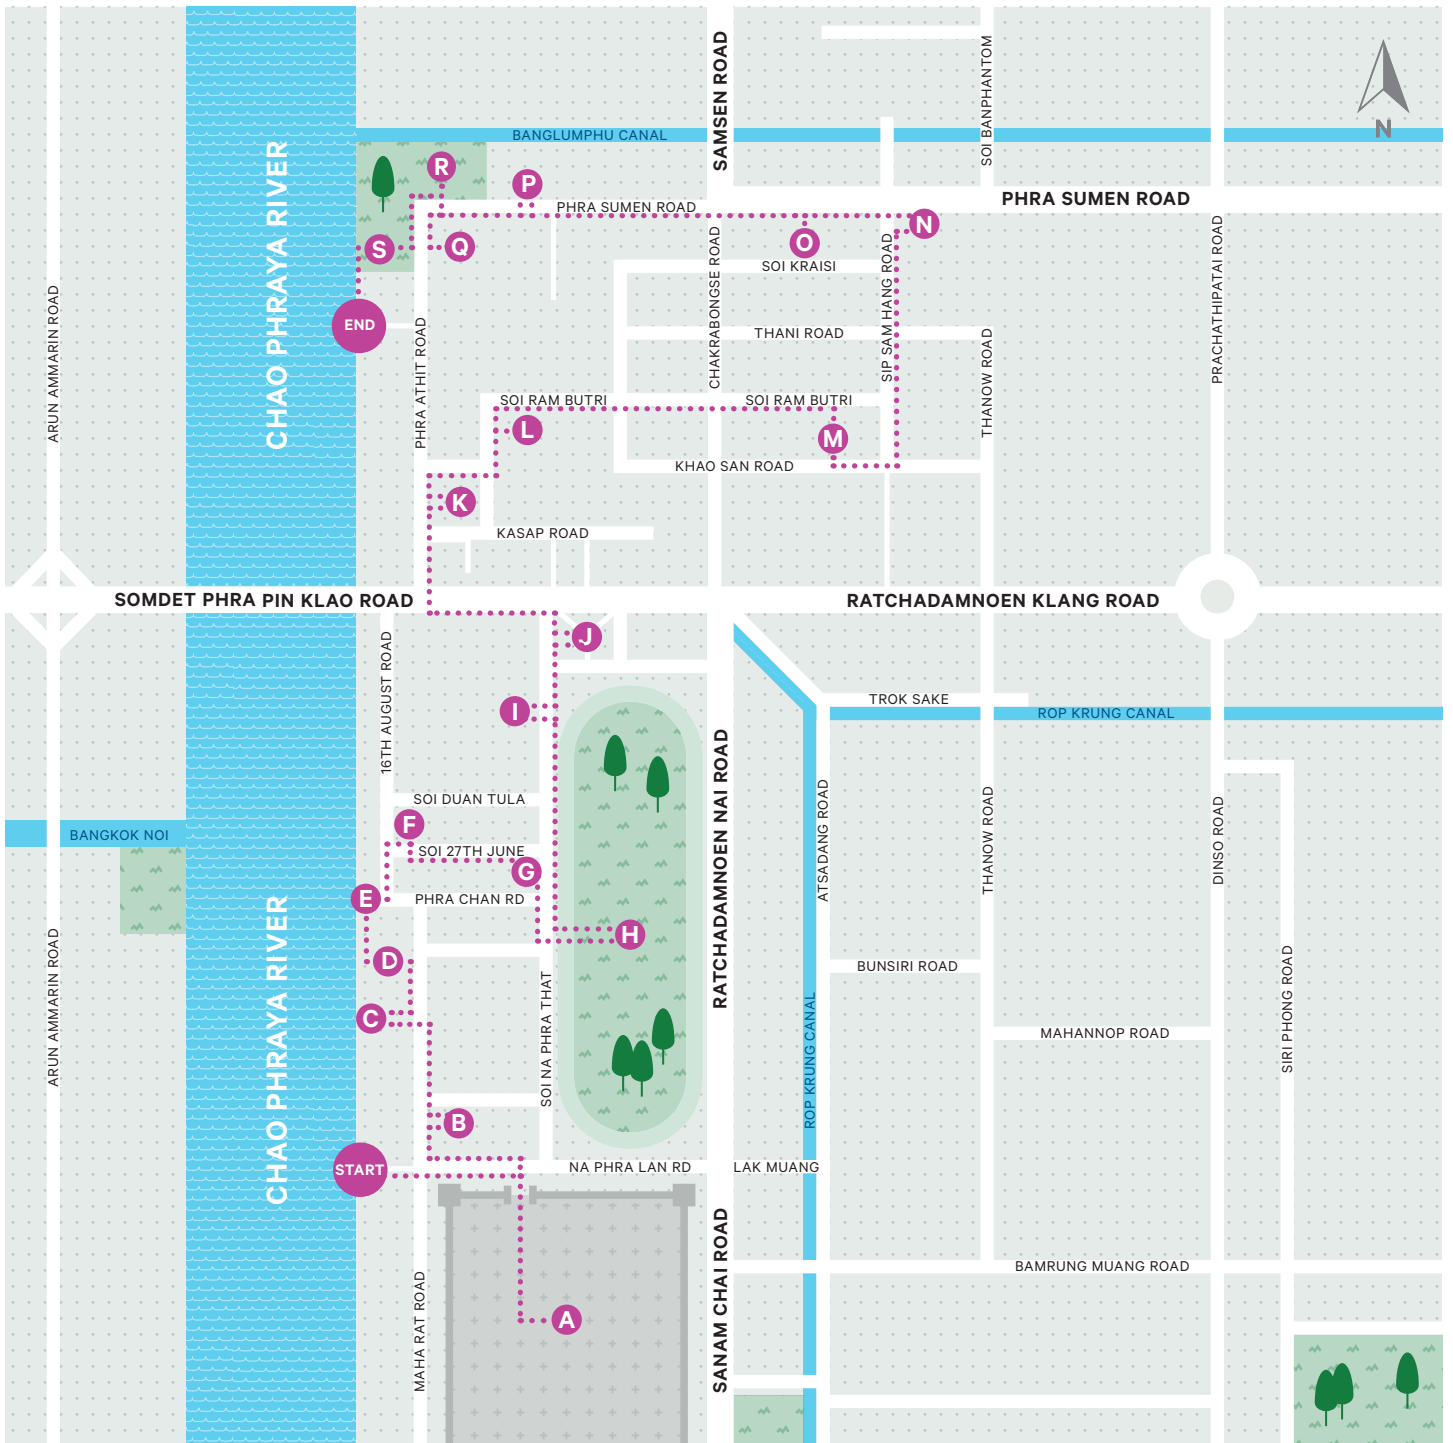 SAMSEN ROAD
SOI BANPHANTOM
N
BANGLUMPHU CANAL
CHAO PHRAYA RIVER
R
P
PHRA SUMEN ROAD
PHRA SUMEN ROAD
S
Q
O
N
SOI KRAISI
CHAKRABONGSE ROAD
SIP SAM HANG ROAD
PRACHATHIPATAI ROAD
ARUN AMMARIN ROAD
END
PHRA ATHIT ROAD
THANI ROAD
THANOW ROAD
SOI RAM BUTRI
SOI RAM BUTRI
L
M
KHAO SAN ROAD
K
KASAP ROAD
SOMDET PHRA PIN KLAO ROAD
RATCHADAMNOEN KLANG ROAD
16TH AUGUST ROAD
J
I
TROK SAKE
ROP KRUNG CANAL
RATCHADAMNOEN NAI ROAD
SOI DUAN TULA
F
BANGKOK NOI
SOI 27TH JUNE
G
E
PHRA CHAN RD
ATSADANG ROAD
THANOW ROAD
DINSO ROAD
H
CHAO PHRAYA RIVER
ARUN AMMARIN ROAD
D
C
SOI NA PHRA THAT
BUNSIRI ROAD
ROP KRUNG CANAL
MAHANNOP ROAD
SIRI PHONG ROAD
B
START
NA PHRA LAN RD
LAK MUANG
SANAM CHAI ROAD
BAMRUNG MUANG ROAD
MAHA RAT ROAD
A